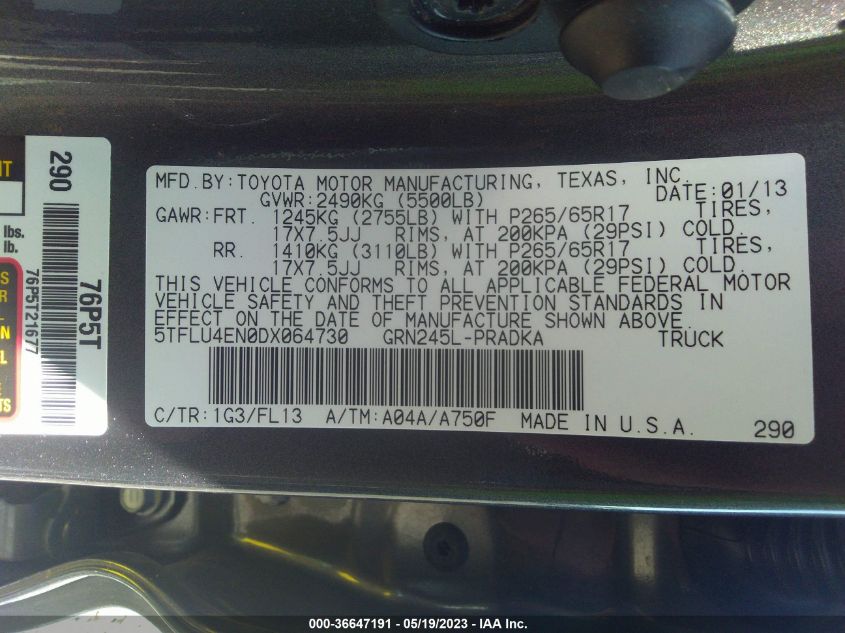 NT
lbs.
lb.
S
R
N
L
E
TS
290
76P5T
76P5T21677
MFD.BY:TOYOTA MOTOR MANUFACTURING, TEXAS, INC.
GVWR:2490KG (5500LB) DATE:01/13
GAWR:FRT. 1245KG (2755LB) WITH P265/65R17 TIRES,
17X7.5JJ RIMS, AT 200KPA (29PSI) COLD.
RR. 1410KG (3110LB) WITH P265/65R17 TIRES,
17X7.5JJ RIMS, AT 200KPA (29PSI) COLD.
THIS VEHICLE CONFORMS TO ALL APPLICABLE FEDERAL MOTOR
VEHICLE SAFETY AND THEFT PREVENTION STANDARDS IN
EFFECT ON THE DATE OF MANUFACTURE SHOWN ABOVE.
5TFLU4EN0DX064730 GRN245L-PRADKA TRUCK
C/TR:1G3/FL13 A/TM:A04A/A750F MADE IN U.S.A.
290
000-36647191 - 05/19/2023 - IAA Inc.